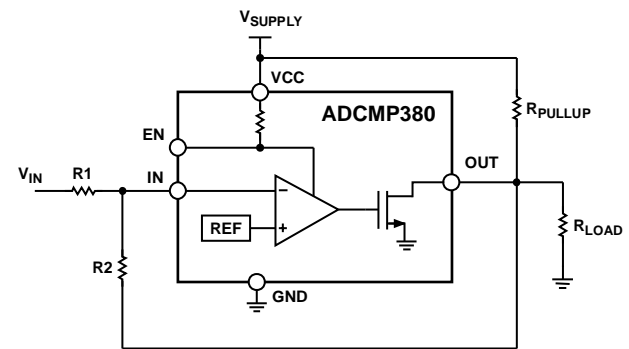 VSUPPLY
VCC
ADCMP380
RPULLUP
EN
OUT
VIN
R1
IN
−
REF
+
RLOAD
R2
GND